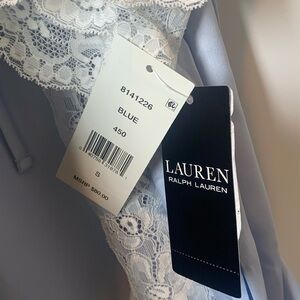 8141226
BLUE
450
S
MSRP $80.00
LAUREN
RALPH LAUREN